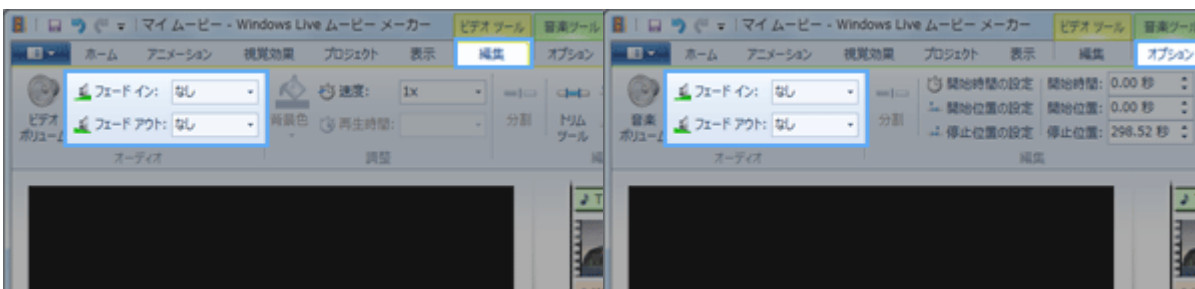 マイ ムービー - Windows Live ムービー メーカー
ビデオ ツール
音楽ツール
ホーム
アニメーション
視覚効果
プロジェクト
表示
編集
オプション
ビデオ
ボリューム
フェード イン: なし
フェード アウト: なし
オーディオ
背景色
速度: 1x
再生時間:
調整
分割
トリム
ツール
マイ ムービー - Windows Live ムービー メーカー
ビデオ ツール
音楽ツール
ホーム
アニメーション
視覚効果
プロジェクト
表示
編集
オプション
音楽
ボリューム
フェード イン: なし
フェード アウト: なし
オーディオ
分割
開始時間の設定 開始時間: 0.00 秒
開始位置の設定 開始位置: 0.00 秒
停止位置の設定 停止位置: 298.52 秒
編集